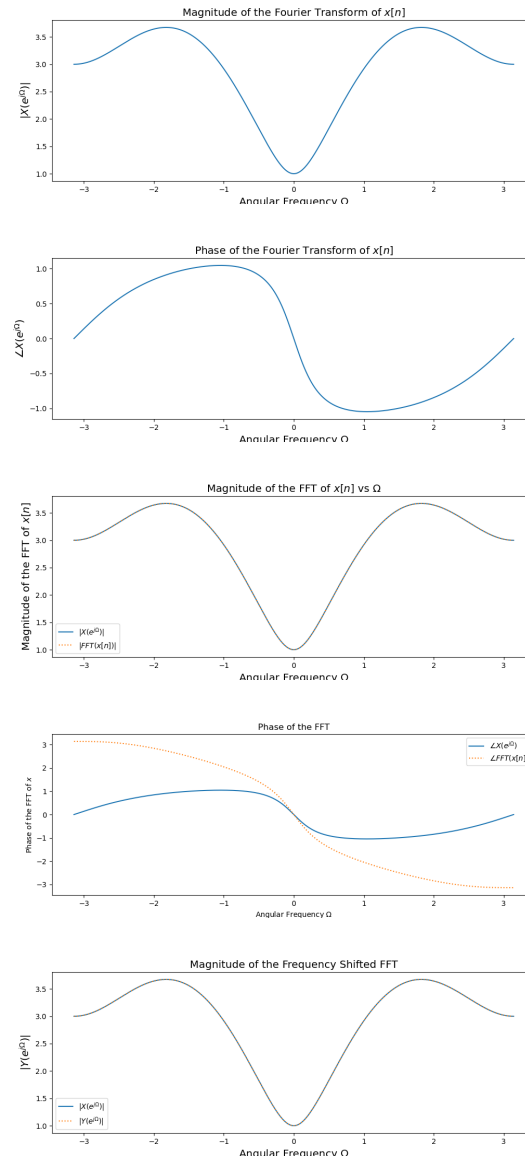 Magnitude of the Fourier Transform of x[n]
|X(e^{jΩ})|
3.5
3.0
2.5
2.0
1.5
1.0
−3 −2 −1 0 1 2 3
Angular Frequency Ω
Phase of the Fourier Transform of x[n]
∠X(e^{jΩ})
1.0
0.5
0.0
−0.5
−1.0
−3 −2 −1 0 1 2 3
Angular Frequency Ω
Magnitude of the FFT of x[n] vs Ω
Magnitude of the FFT of x[n]
3.5
3.0
2.5
2.0
1.5
1.0
|X(e^{jΩ})|
|FFT(x[n])|
−3 −2 −1 0 1 2 3
Phase of the FFT
Phase of the FFT of x
3
2
1
0
−1
−2
−3
∠X(e^{jΩ})
∠FFT(x[n]
−3 −2 −1 0 1 2 3
Angular Frequency Ω
Magnitude of the Frequency Shifted FFT
|Y(e^{jΩ})|
3.5
3.0
2.5
2.0
1.5
1.0
|X(e^{jΩ})|
|Y(e^{jΩ})|
−3 −2 −1 0 1 2 3
Angular Frequency Ω